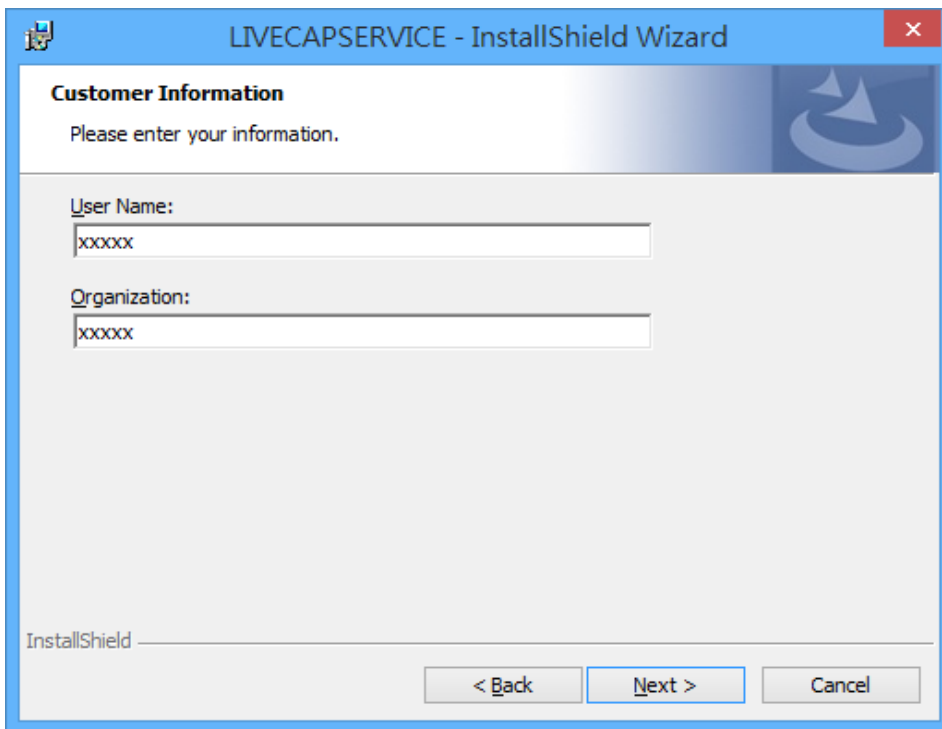 LIVECAPSERVICE - InstallShield Wizard
Customer Information
Please enter your information.
User Name:
xxxxx
Organization:
xxxxx
InstallShield
< Back Next > Cancel